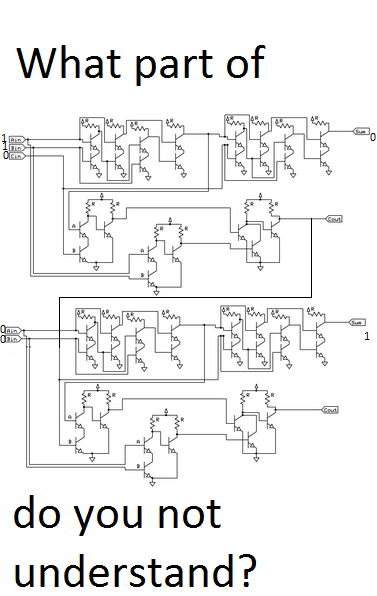 What part of
R R R R R R R
1 Ain
1 Bin Sum 0
0 Cin
R R R R Cout
A
R R
B A
B
R R R R R R R
0 Ain Sum
0 Bin 1
R R R R
A Cout
R R
B A
B
do you not
understand?